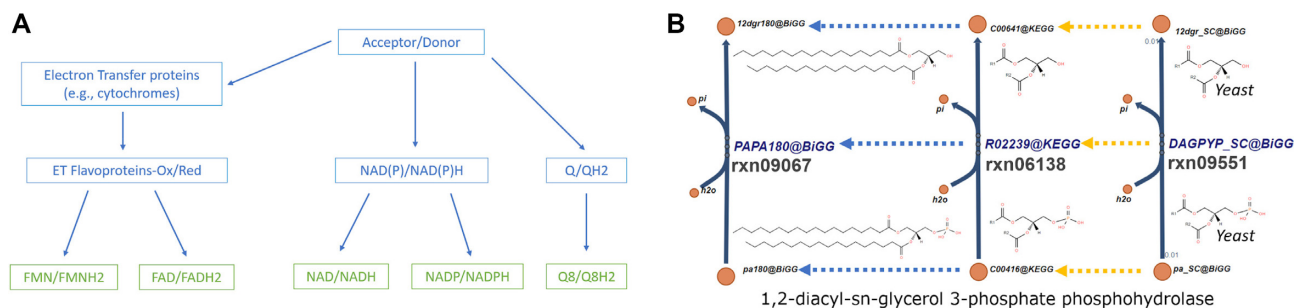 A
Acceptor/Donor
Electron Transfer proteins
(e.g., cytochromes)
ET Flavoproteins-Ox/Red
NAD(P)/NAD(P)H
Q/QH2
FMN/FMNH2
FAD/FADH2
NAD/NADH
NADP/NADPH
Q8/Q8H2
B
12dgr180@BiGG
C00641@KEGG
12dgr_SC@BiGG
0.01
Yeast
pi
pi
pi
PAPA180@BiGG
rxn09067
R02239@KEGG
rxn06138
DAGPYP_SC@BiGG
rxn09551
h2o
h2o
h2o
Yeast
0.01
pa180@BiGG
C00416@KEGG
pa_SC@BiGG
1,2-diacyl-sn-glycerol 3-phosphate phosphohydrolase